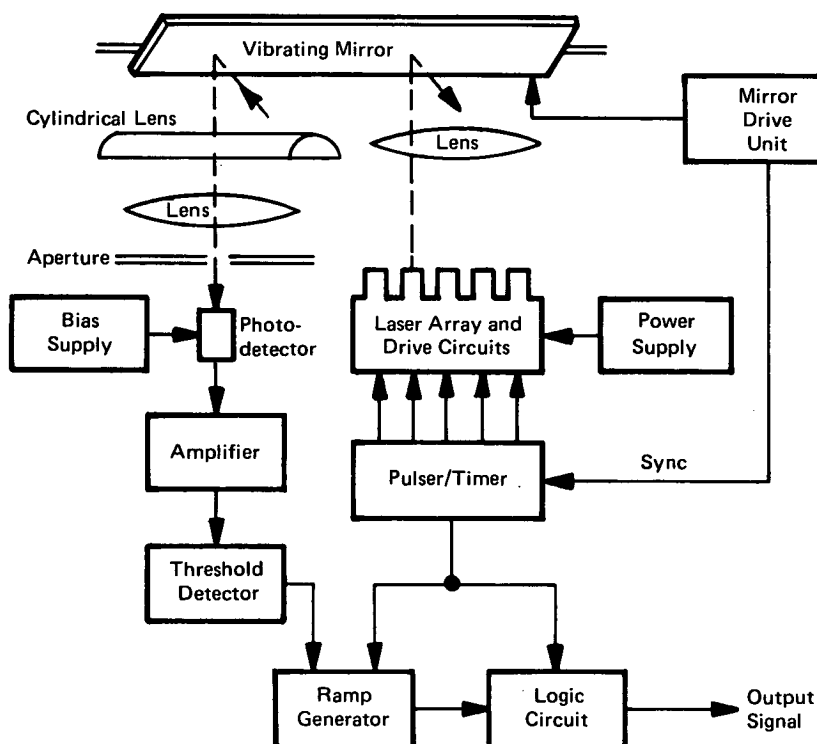 Vibrating Mirror
Cylindrical Lens
Lens
Mirror
Drive
Unit
Lens
Aperture
Bias
Supply
Photo-
detector
Laser Array and
Drive Circuits
Power
Supply
Amplifier
Pulser/Timer
Sync
Threshold
Detector
Ramp
Generator
Logic
Circuit
Output
Signal